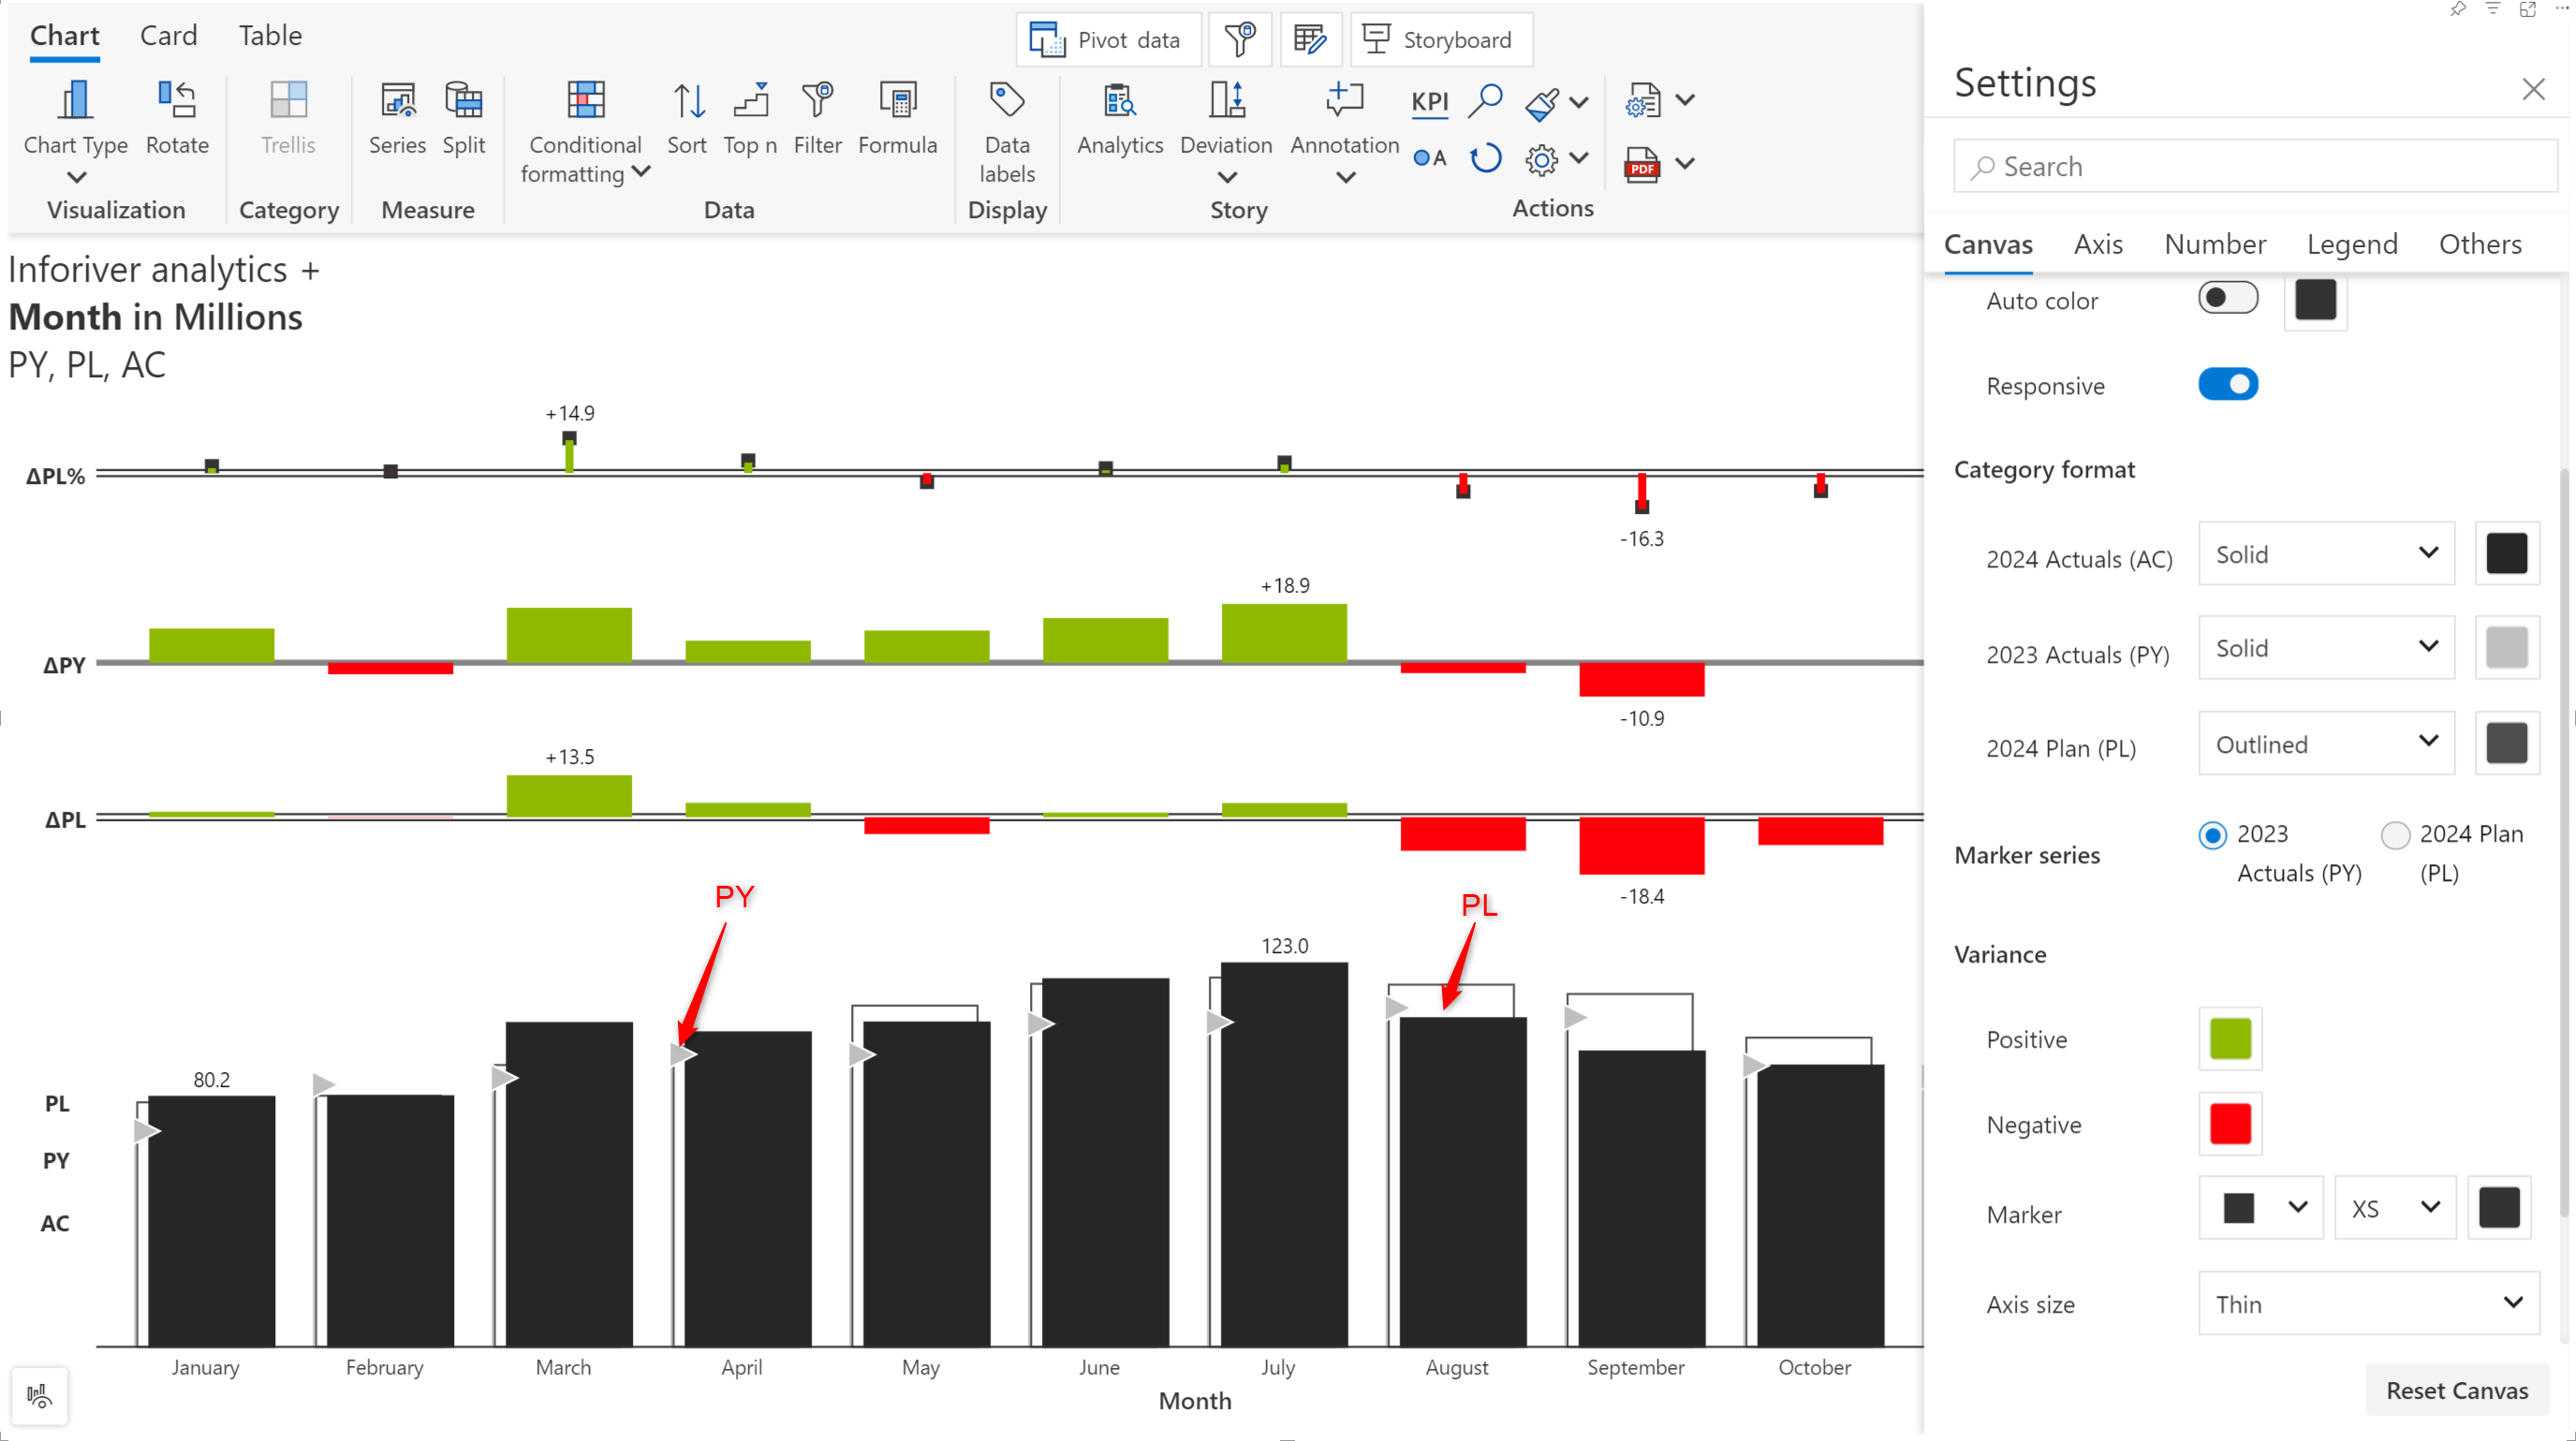 Chart Card Table
Pivot data
Storyboard
Chart Type
Rotate
Trellis
Series
Split
Conditional formatting
Sort
Top n
Filter
Formula
Data labels
Analytics
Deviation
Annotation
KPI
A
PDF
Visualization
Category
Measure
Data
Display
Story
Actions
Inforiver analytics +
Month in Millions
PY, PL, AC
+14.9
ΔPL%
-16.3
+18.9
ΔPY
-10.9
+13.5
ΔPL
-18.4
PY
PL
123.0
80.2
PL
PY
AC
January February March April May June July August September October
Month
Settings
Search
Canvas Axis Number Legend Others
Auto color
Responsive
Category format
2024 Actuals (AC) Solid
2023 Actuals (PY) Solid
2024 Plan (PL) Outlined
Marker series
2023 Actuals (PY)
2024 Plan (PL)
Variance
Positive
Negative
Marker XS
Axis size Thin
Reset Canvas